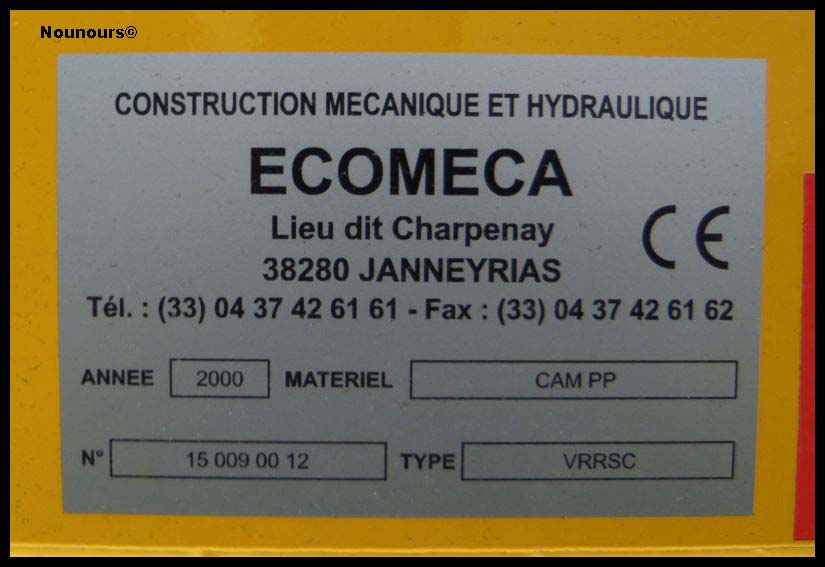 Nounours©
CONSTRUCTION MECANIQUE ET HYDRAULIQUE
ECOMECA
Lieu dit Charpenay
CE
38280 JANNEYRIAS
Tél. : (33) 04 37 42 61 61 - Fax : (33) 04 37 42 61 62
ANNEE 2000 MATERIEL CAM PP
N° 15 009 00 12 TYPE VRRSC